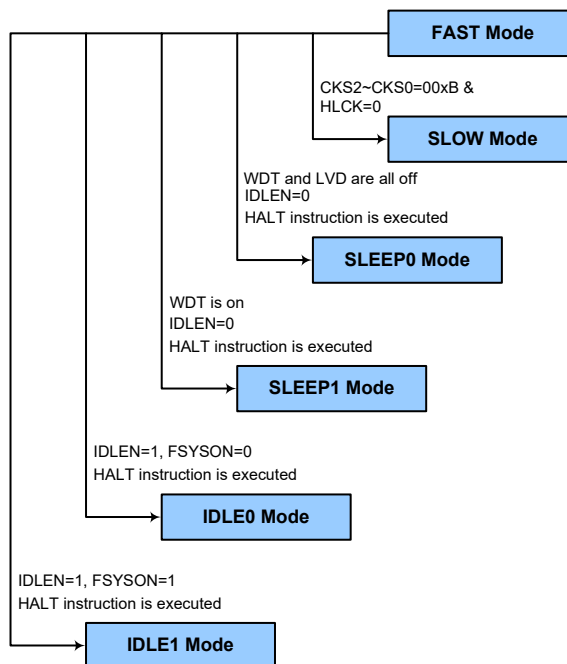 FAST Mode
CKS2~CKS0=00xB &
HLCK=0
SLOW Mode
WDT and LVD are all off
IDLEN=0
HALT instruction is executed
SLEEP0 Mode
WDT is on
IDLEN=0
HALT instruction is executed
SLEEP1 Mode
IDLEN=1, FSYSON=0
HALT instruction is executed
IDLE0 Mode
IDLEN=1, FSYSON=1
HALT instruction is executed
IDLE1 Mode